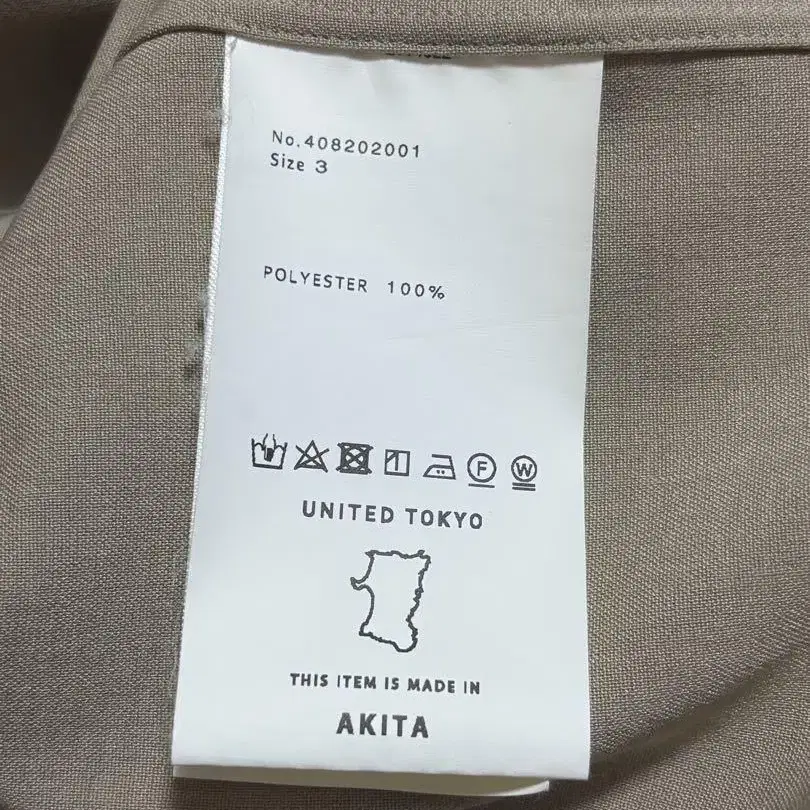 No.408202001
Size 3
POLYESTER 100%
F W
UNITED TOKYO
THIS ITEM IS MADE IN
AKITA